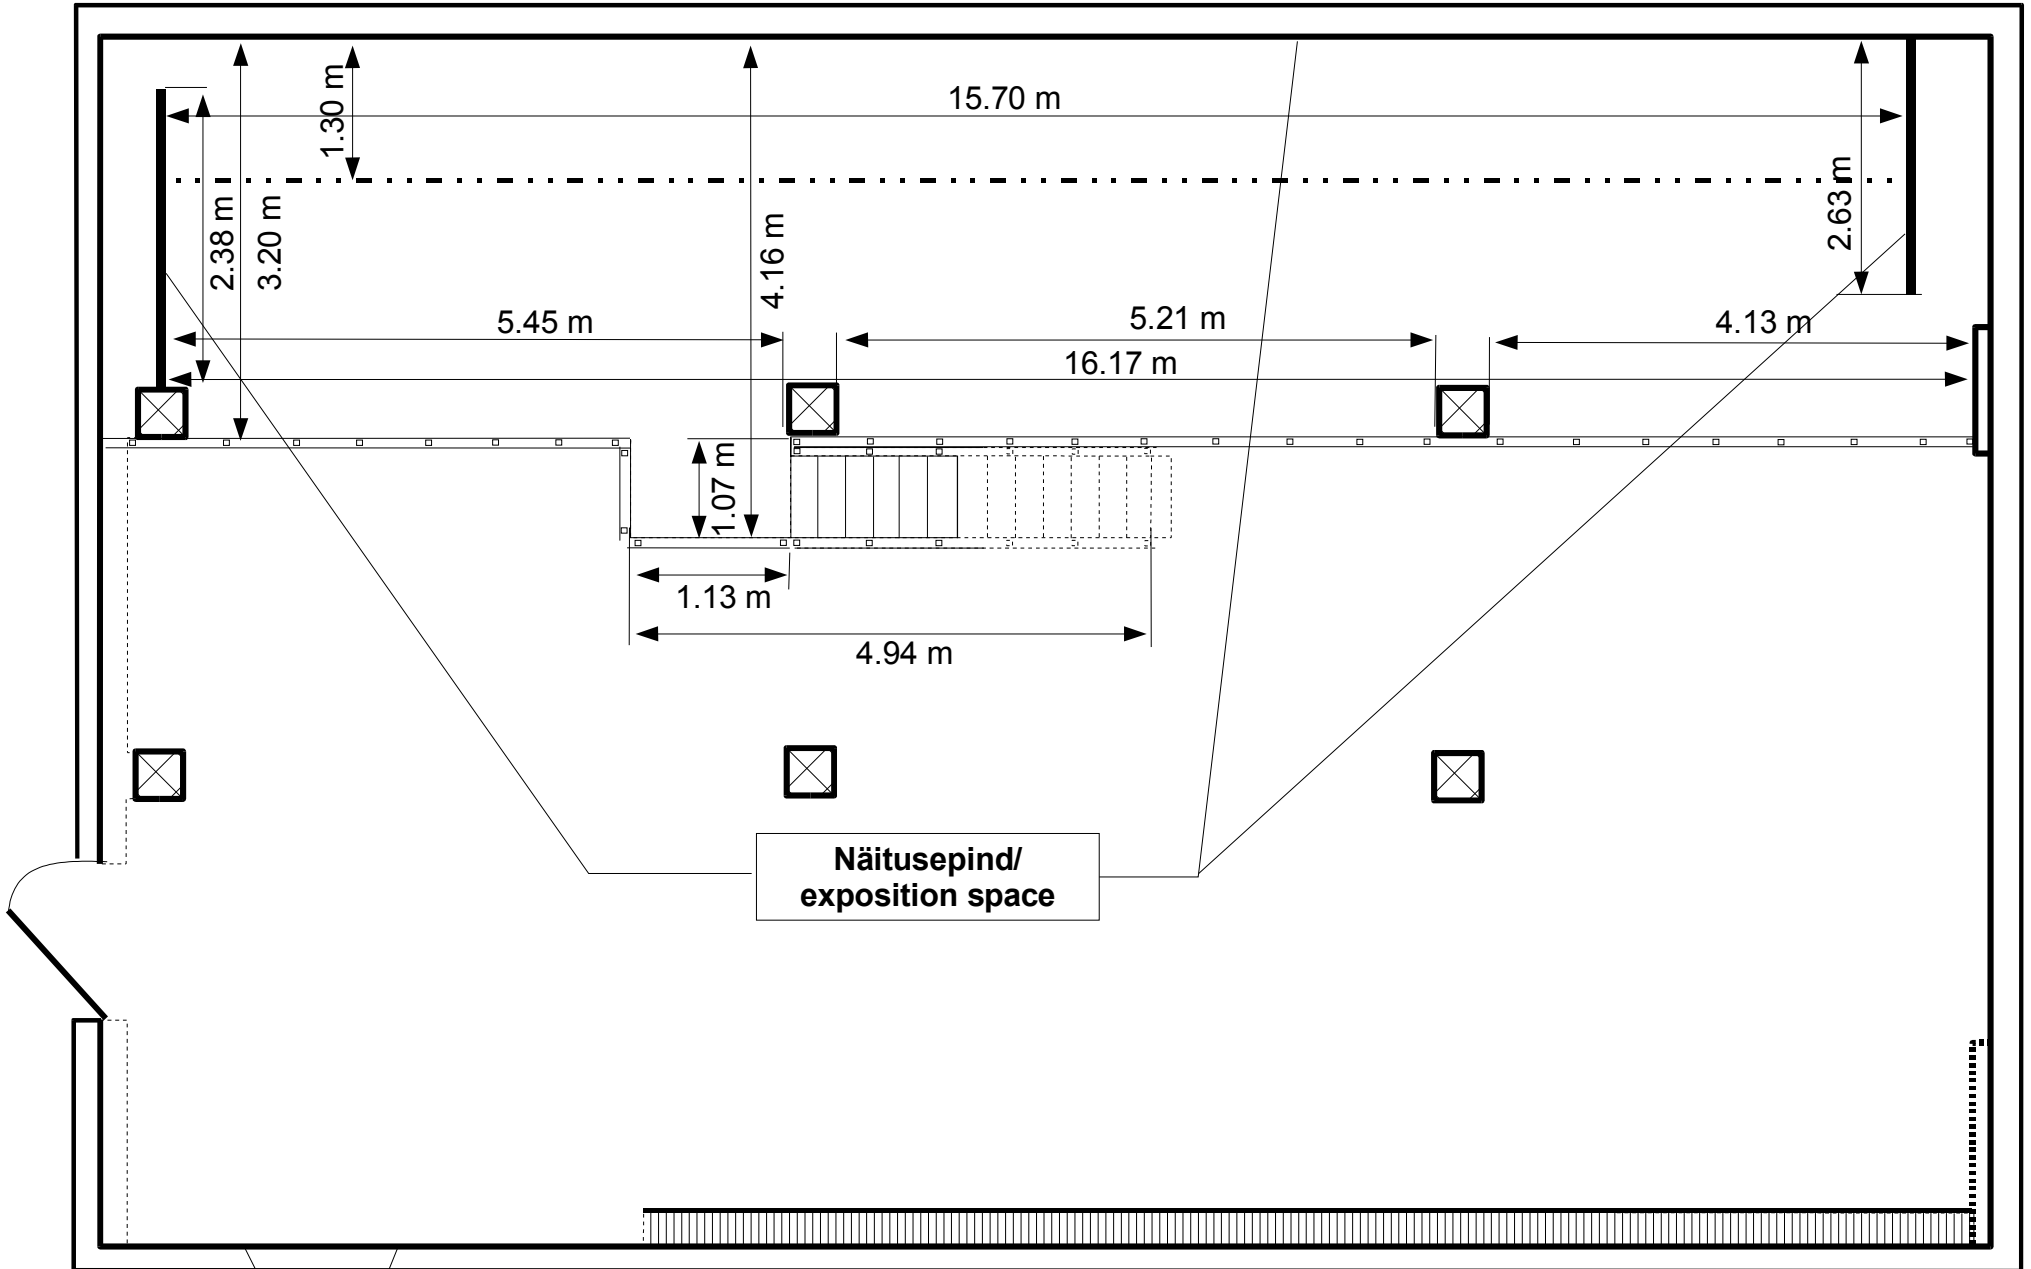 15.70 m
1.30 m
2.38 m
3.20 m
4.16 m
2.63 m
5.45 m
5.21 m
4.13 m
16.17 m
1.07 m
1.13 m
4.94 m
Näitusepind/
exposition space